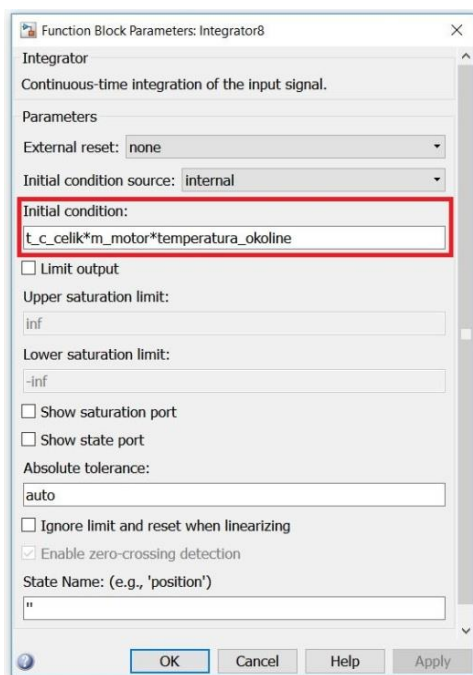 Function Block Parameters: Integrator8
Integrator
Continuous-time integration of the input signal.
Parameters
External reset: none
Initial condition source: internal
Initial condition:
t_c_celik*m_motor*temperatura_okoline
Limit output
Upper saturation limit:
inf
Lower saturation limit:
-inf
Show saturation port
Show state port
Absolute tolerance:
auto
Ignore limit and reset when linearizing
Enable zero-crossing detection
State Name: (e.g., 'position')
''
OK Cancel Help Apply